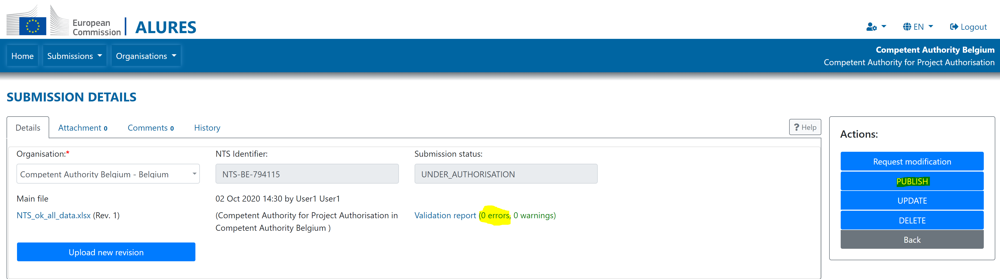 European
Commission
ALURES
EN
Logout
Home
Submissions
Organisations
Competent Authority Belgium
Competent Authority for Project Authorisation
SUBMISSION DETAILS
Details
Attachment 0
Comments 0
History
? Help
Organisation:*
NTS Identifier:
Submission status:
Competent Authority Belgium - Belgium
NTS-BE-794115
UNDER_AUTHORISATION
Main file
02 Oct 2020 14:30 by User1 User1
NTS_ok_all_data.xlsx (Rev. 1)
(Competent Authority for Project Authorisation in
Competent Authority Belgium )
Validation report (0 errors, 0 warnings)
Upload new revision
Actions:
Request modification
PUBLISH
UPDATE
DELETE
Back